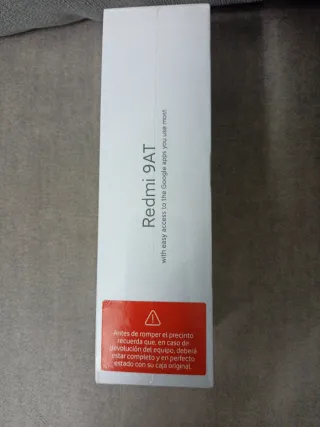 Redmi 9AT
with easy access to the Google apps you use most
Antes de romper el precinto
recuerda que, en caso de
devolución del equipo, deberá
estar completo y en perfecto
estado con su caja original.